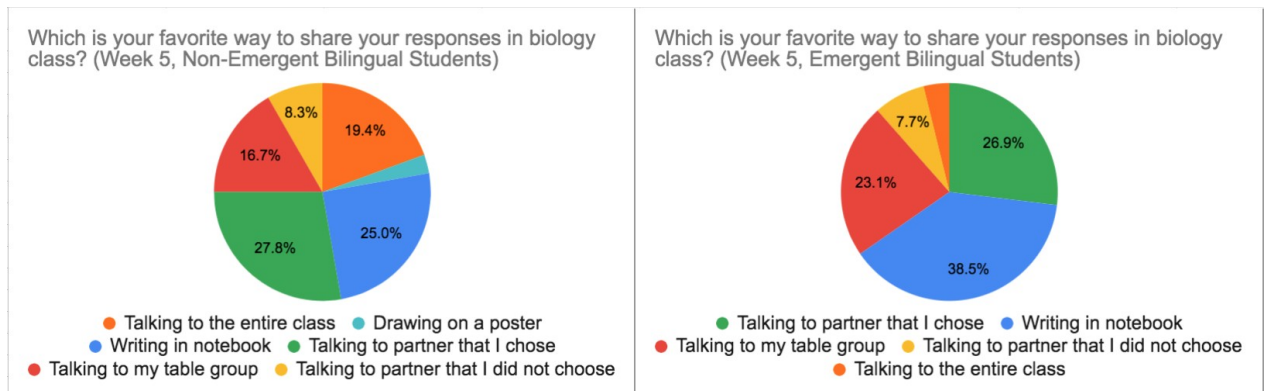 Which is your favorite way to share your responses in biology
class? (Week 5, Non-Emergent Bilingual Students)
8.3%
19.4%
16.7%
25.0%
27.8%
Talking to the entire class
Drawing on a poster
Writing in notebook
Talking to partner that I chose
Talking to my table group
Talking to partner that I did not choose
Which is your favorite way to share your responses in biology
class? (Week 5, Emergent Bilingual Students)
7.7%
26.9%
23.1%
38.5%
Talking to partner that I chose
Writing in notebook
Talking to my table group
Talking to partner that I did not choose
Talking to the entire class